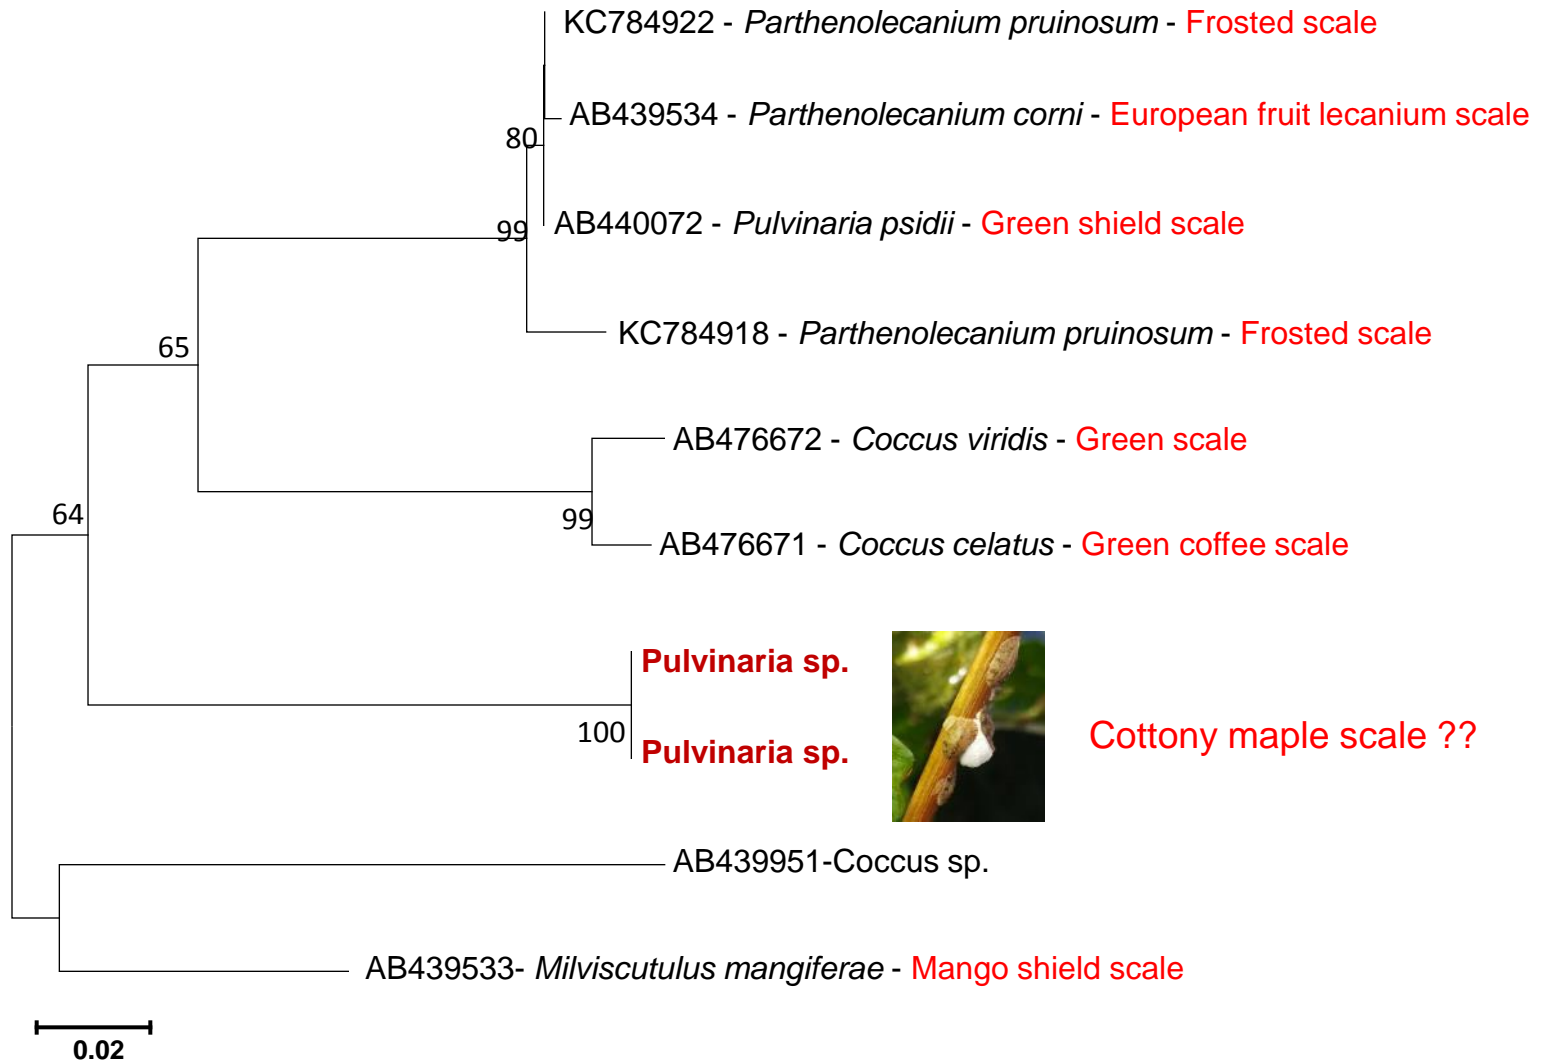 KC784922 - Parthenolecanium pruinosum - Frosted scale
AB439534 - Parthenolecanium corni - European fruit lecanium scale
80
AB440072 - Pulvinaria psidii - Green shield scale
99
KC784918 - Parthenolecanium pruinosum - Frosted scale
65
AB476672 - Coccus viridis - Green scale
64
99
AB476671 - Coccus celatus - Green coffee scale
Pulvinaria sp.
100
Cottony maple scale ??
Pulvinaria sp.
AB439951-Coccus sp.
AB439533- Milviscutulus mangiferae - Mango shield scale
0.02